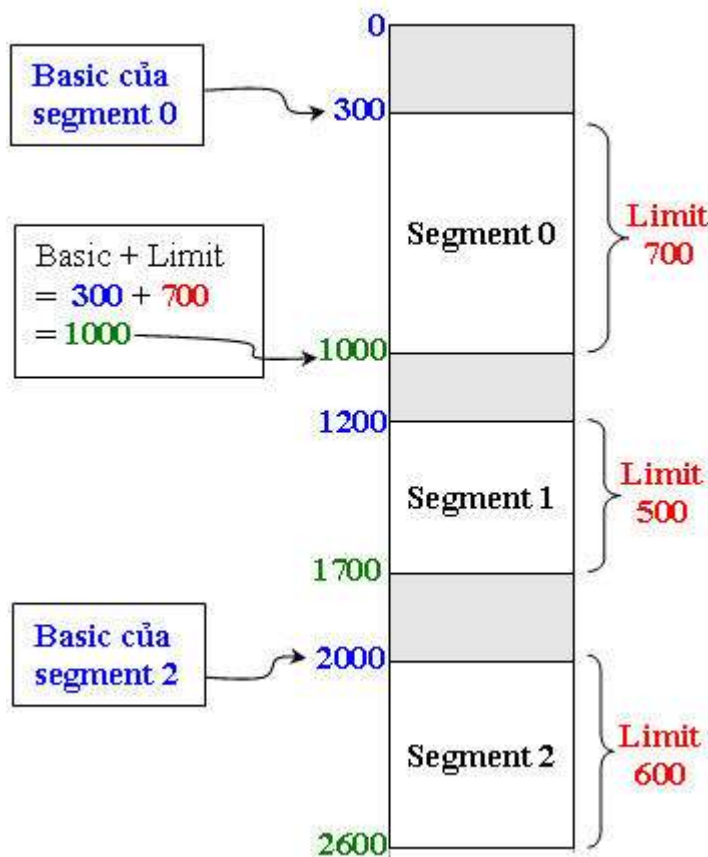 0
Basic của
segment 0
300
Segment 0
Limit
700
Basic + Limit
= 300 + 700
= 1000
1000
1200
Segment 1
Limit
500
1700
Basic của
segment 2
2000
Segment 2
Limit
600
2600